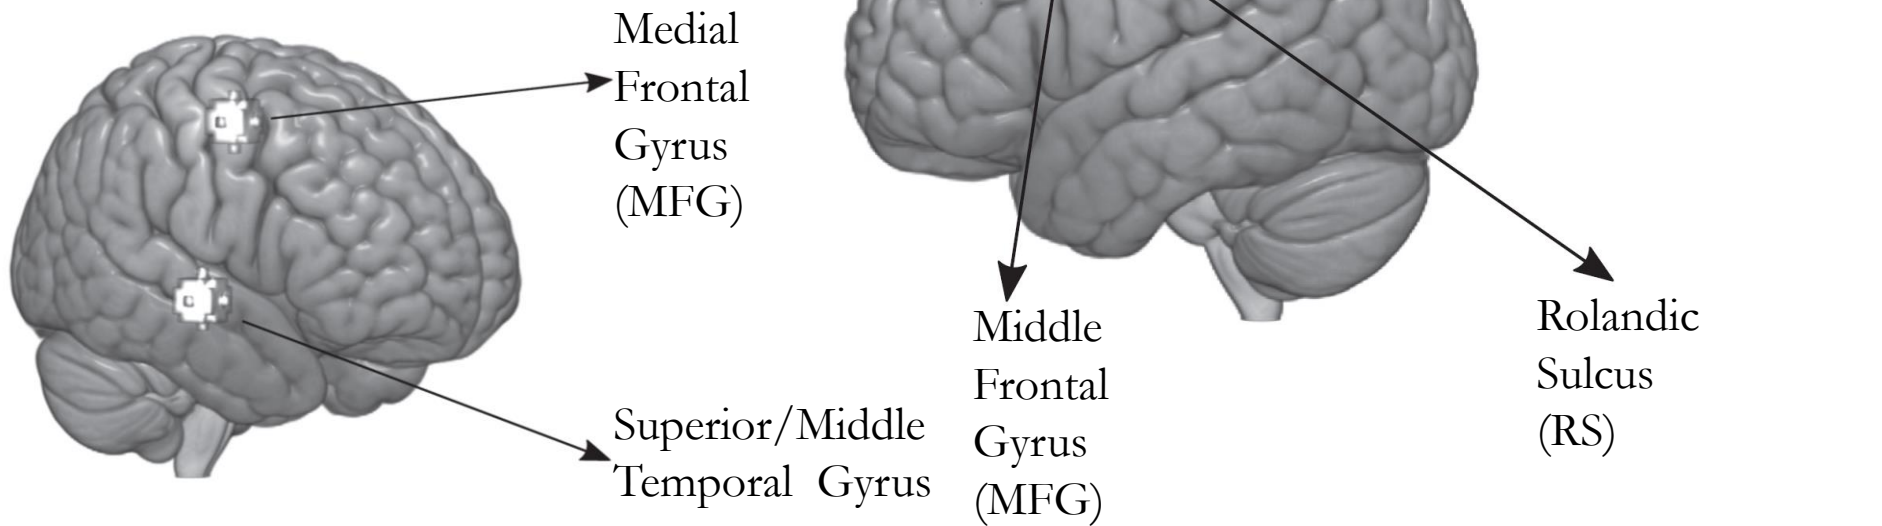 Medial
Frontal
Gyrus
(MFG)
Superior/Middle
Temporal Gyrus
Middle
Frontal
Gyrus
(MFG)
Rolandic
Sulcus
(RS)